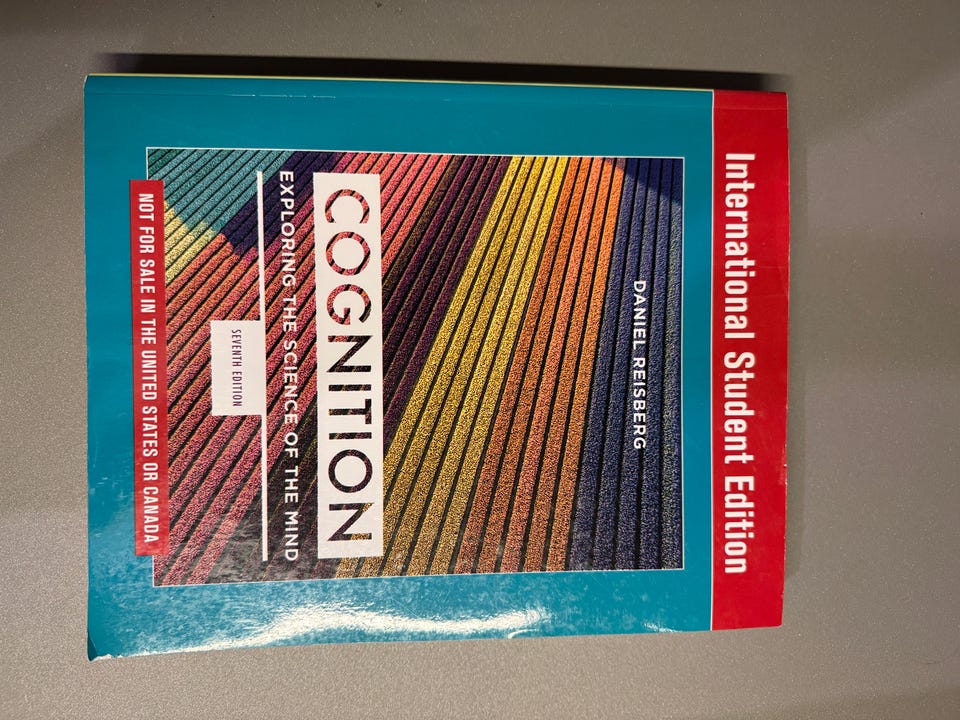 International Student Edition
DANIEL REISBERG
COGNITION
EXPLORING THE SCIENCE OF THE MIND
SEVENTH EDITION
NOT FOR SALE IN THE UNITED STATES OR CANADA